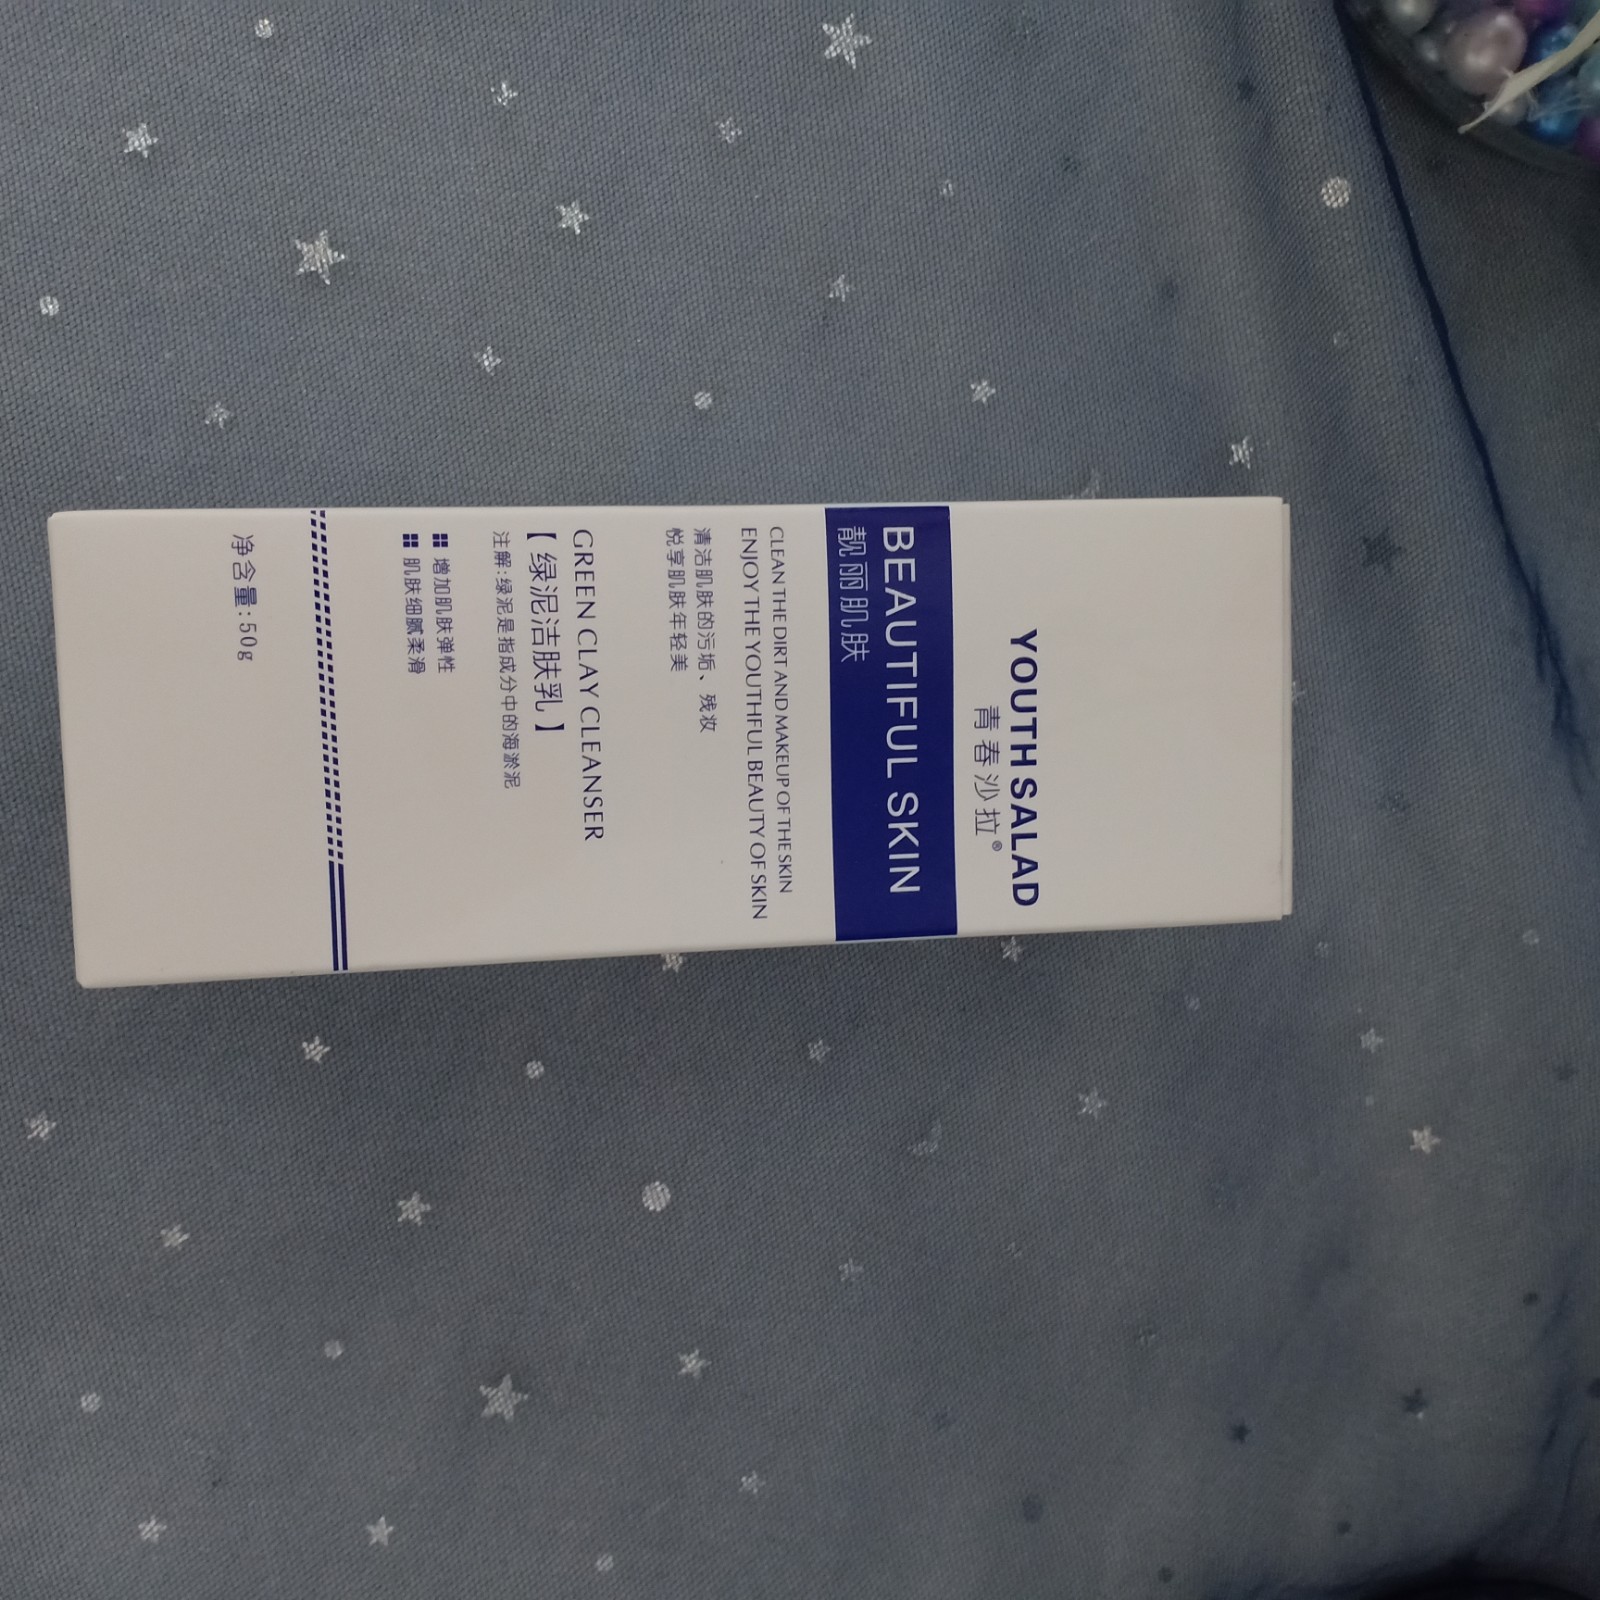 YOUTH SALAD
青春沙拉®
BEAUTIFUL SKIN
靓丽肌肤
CLEAN THE DIRT AND MAKEUP OF THE SKIN
ENJOY THE YOUTHFUL BEAUTY OF SKIN
清洁肌肤的污垢、残妆
悦享肌肤年轻美
GREEN CLAY CLEANSER
【绿泥洁肤乳】
注解:绿泥是指成分中的海淤泥
增加肌肤弹性
肌肤细腻柔滑
净含量:50g